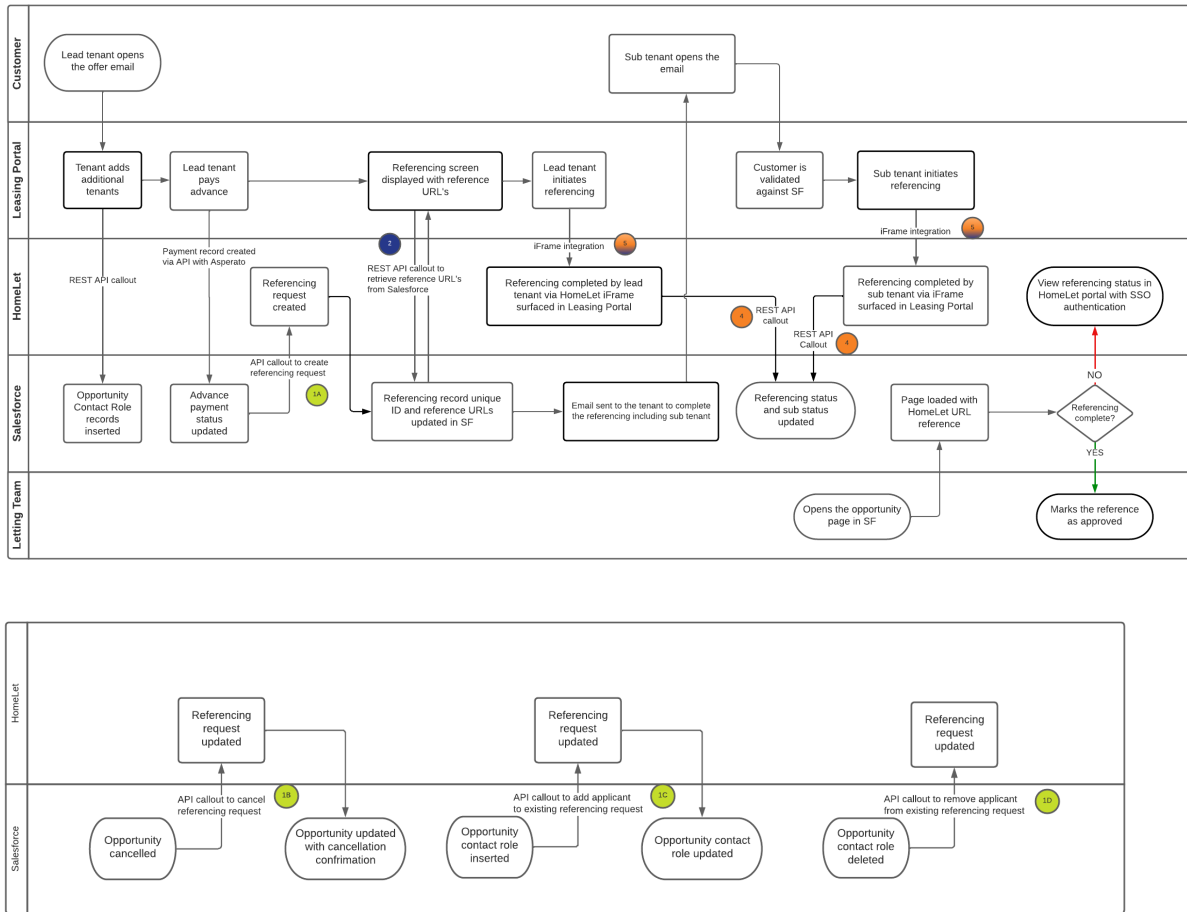 Customer
Lead tenant opens
the offer email
Sub tenant opens the
email
Leasing Portal
Tenant adds
additional
tenants
Lead tenant
pays
advance
Referencing screen
displayed with reference
URL's
Lead tenant
initiates
referencing
Customer is
validated
against SF
Sub tenant initiates
referencing
REST API callout
Payment record created
via API with Asperato
2
REST API callout to
retrieve reference URL's
from Salesforce
iFrame integration
5
iFrame integration
5
HomeLet
Referencing
request
created
Referencing completed by lead
tenant via HomeLet iFrame
surfaced in Leasing Portal
Referencing completed by
sub tenant via iFrame
surfaced in Leasing Portal
View referencing status in
HomeLet portal with SSO
authentication
4
REST API
callout
REST API
Callout
4
API callout to create
referencing request
1A
Salesforce
Opportunity
Contact Role
records
inserted
Advance
payment
status
updated
Referencing record unique
ID and reference URLs
updated in SF
Email sent to the tenant to complete
the referencing including sub tenant
Referencing status
and sub status
updated
Page loaded with
HomeLet URL
reference
NO
Referencing
complete?
YES
Letting Team
Opens the opportunity
page in SF
Marks the reference
as approved
HomeLet
Referencing
request
updated
Referencing
request
updated
Referencing
request
updated
Salesforce
API callout to cancel
referencing request
1B
API callout to add applicant
to existing referencing request
1C
API callout to remove applicant
from existing referencing request
1D
Opportunity
cancelled
Opportunity updated
with cancellation
confrimation
Opportunity
contact role
inserted
Opportunity contact
role updated
Opportunity
contact role
deleted